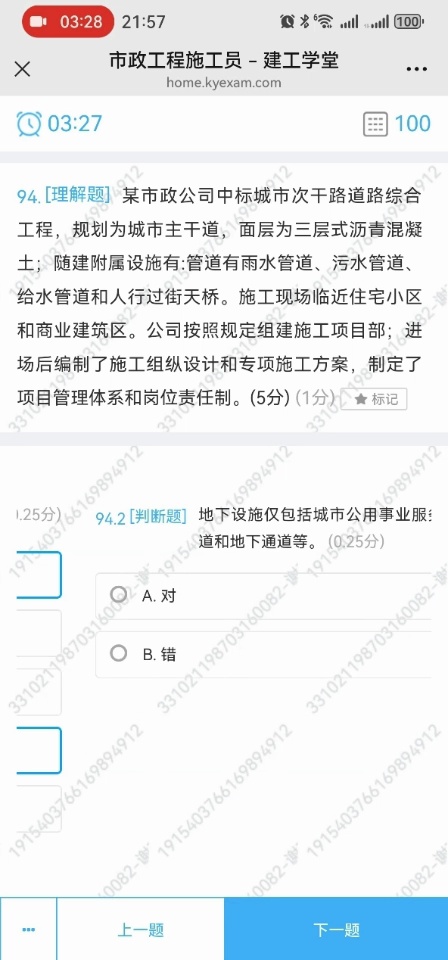 03:28 21:57 6 100
市政工程施工员 – 建工学堂
home.kyexam.com
03:27 100
94. [理解题] 某市政公司中标城市次干路道路综合
工程，规划为城市主干道，面层为三层式沥青混凝
土；随建附属设施有:管道有雨水管道、污水管道、
给水管道和人行过街天桥。施工现场临近住宅小区
和商业建筑区。公司按照规定组建施工项目部；进
场后编制了施工组纵设计和专项施工方案，制定了
项目管理体系和岗位责任制。(5分) (1分) 标记
.25分)
94.2 [判断题] 地下设施仅包括城市公用事业服
道和地下通道等。 (0.25分)
A. 对
B. 错
上一题 下一题